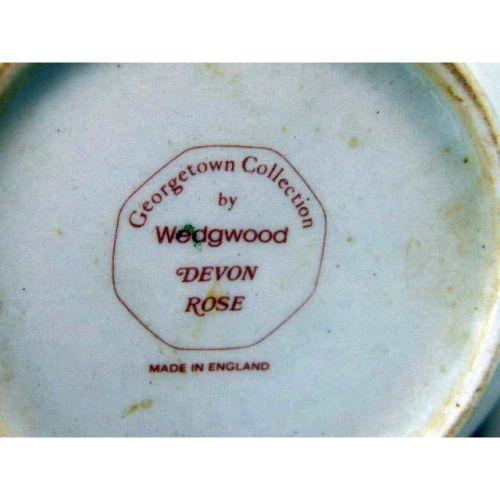 Georgetown Collection
by
Wedgwood
DEVON
ROSE
MADE IN ENGLAND